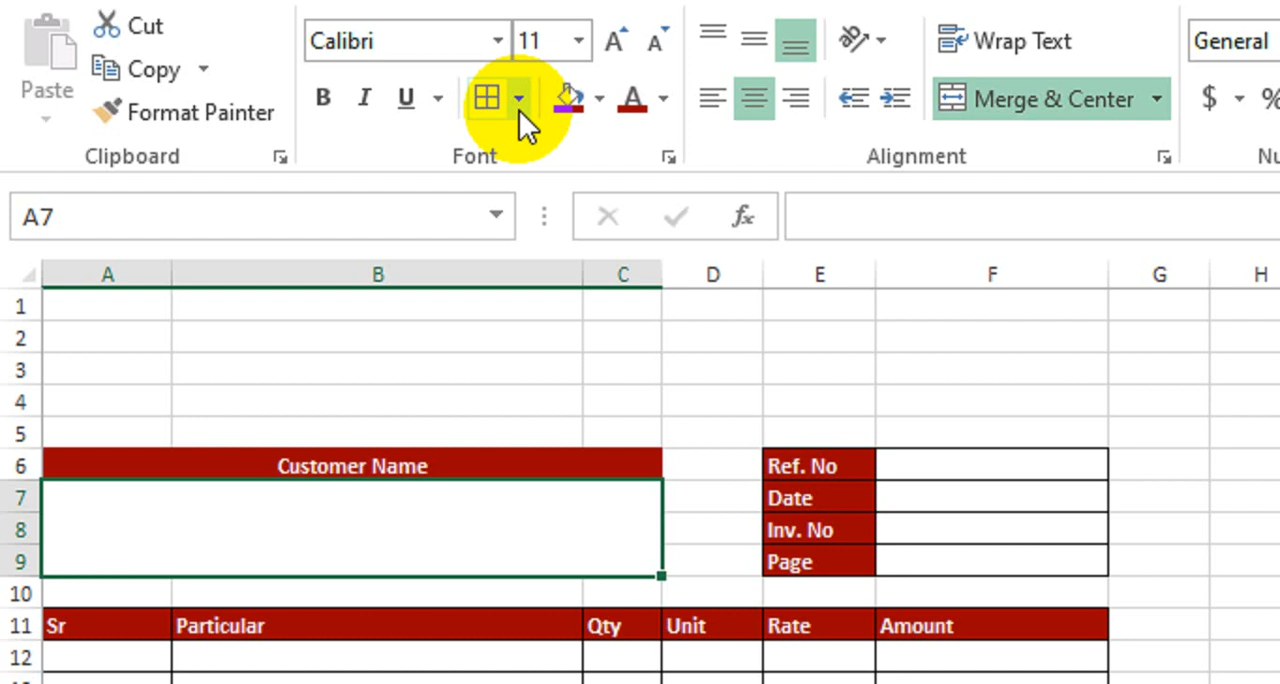 Cut
Calibri 11 Wrap Text General
Copy
Paste
Format Painter B I U Merge & Center $ %
Clipboard Font Alignment Nu
A7 fx
A B C D E F G H
1
2
3
4
5
6 Customer Name Ref. No
7 Date
8 Inv. No
9 Page
10
11 Sr Particular Qty Unit Rate Amount
12